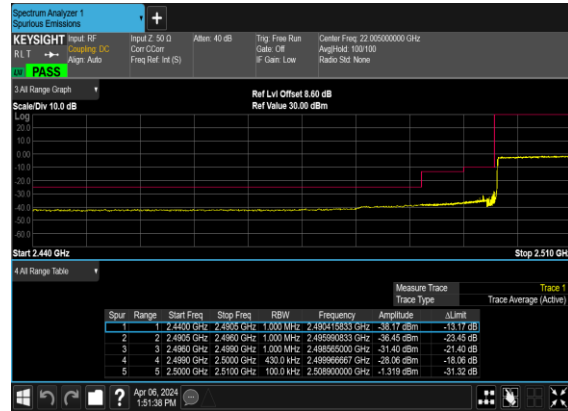 Spectrum Analyzer 1
Spurious Emissions
KEYSIGHT Input: RF Input Z: 50 Ω Atten: 40 dB Trig: Free Run Center Freq: 22.005000000 GHz
RLT Coupling: DC Corr CCorr Gate: Off Avg|Hold: 100/100
Align: Auto Freq Ref: Int (S) IF Gain: Low Radio Std: None
PASS
3 All Range Graph
Ref Lvl Offset 8.60 dB
Scale/Div 10.0 dB Ref Value 30.00 dBm
Log
20.0
10.0
0.00
-10.0
-20.0
-30.0
-40.0
-50.0
-60.0
Start 2.440 GHz Stop 2.510 GHz
4 All Range Table
Measure Trace Trace 1
Trace Type Trace Average (Active)
Spur Range Start Freq Stop Freq RBW Frequency Amplitude ΔLimit
1 1 2.4400 GHz 2.4905 GHz 1.000 MHz 2.490415833 GHz -38.17 dBm -13.17 dB
2 2 2.4905 GHz 2.4960 GHz 1.000 MHz 2.495990833 GHz -36.45 dBm -23.45 dB
3 3 2.4960 GHz 2.4990 GHz 1.000 MHz 2.498565000 GHz -31.40 dBm -21.40 dB
4 4 2.4990 GHz 2.5000 GHz 430.0 kHz 2.499966667 GHz -28.06 dBm -18.06 dB
5 5 2.5000 GHz 2.5100 GHz 100.0 kHz 2.508900000 GHz -1.319 dBm -31.32 dB
Apr 06, 2024
1:51:38 PM